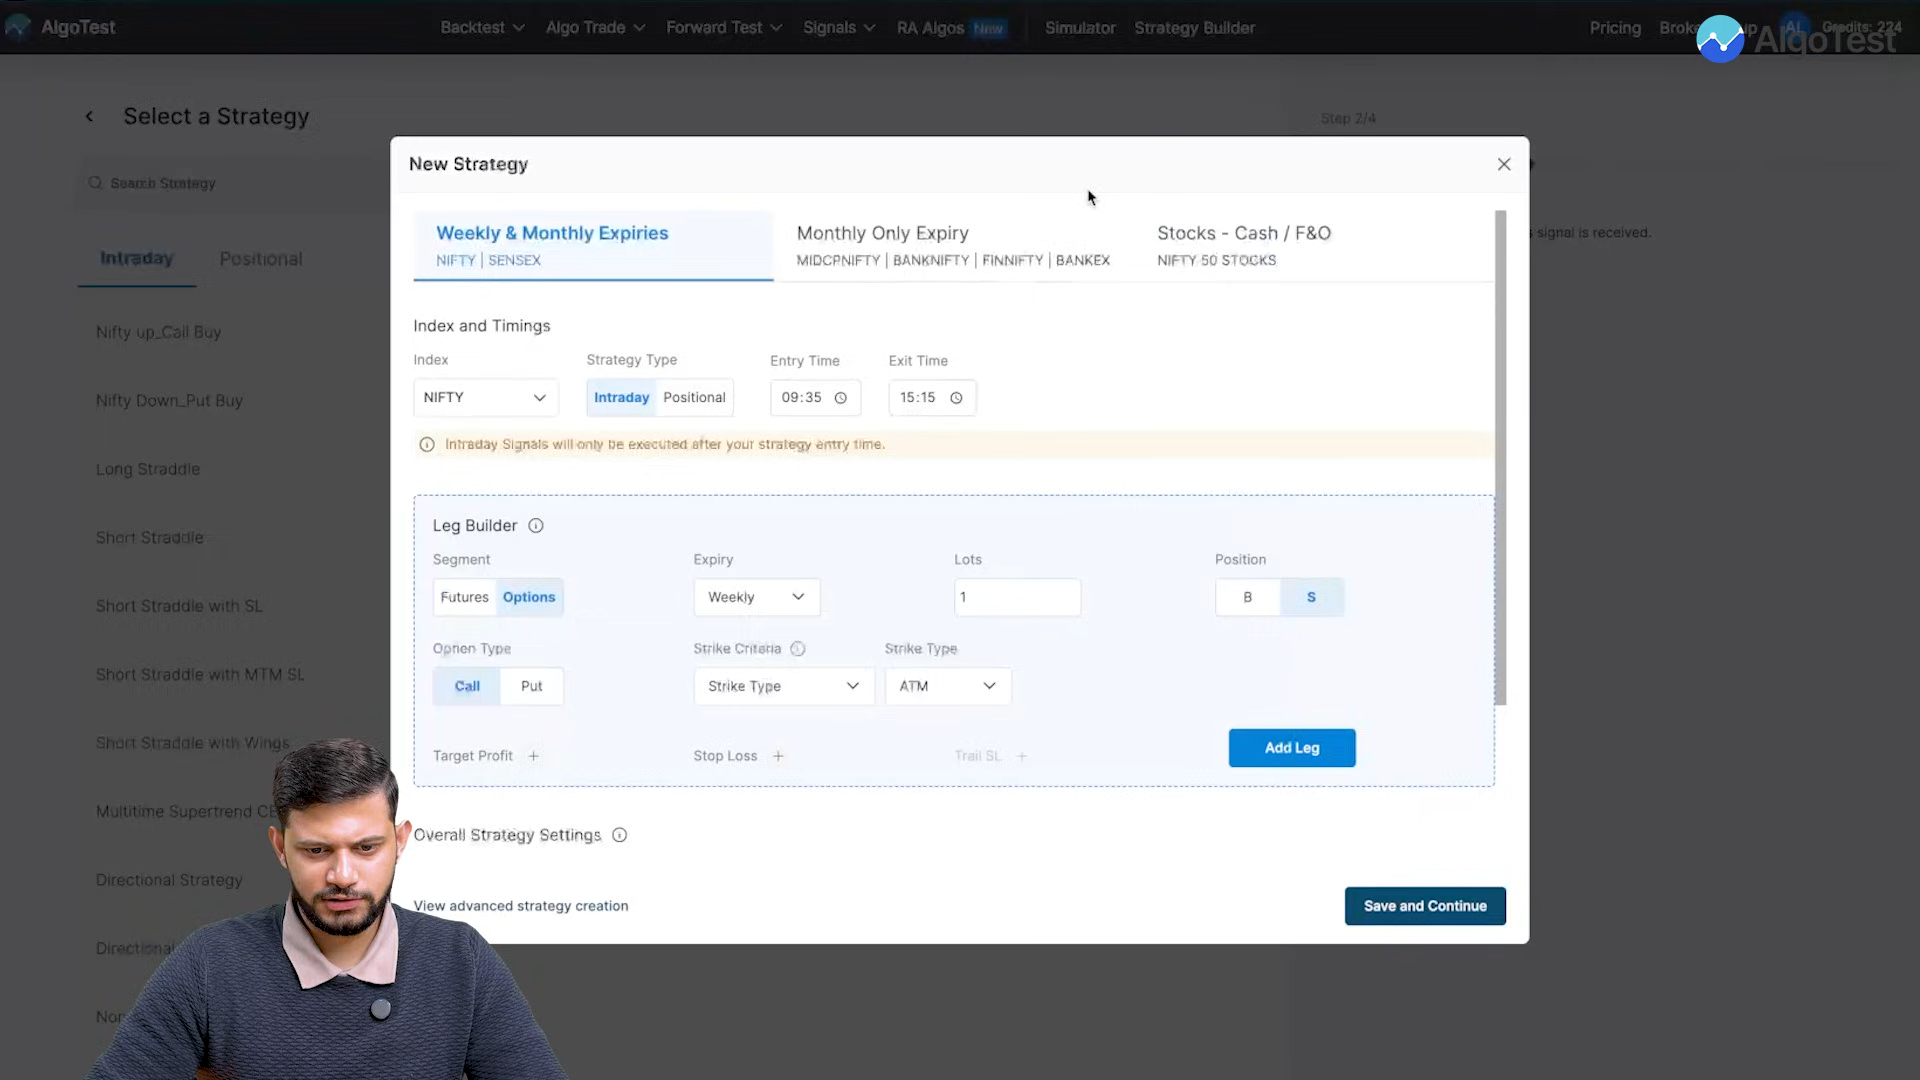 AlgoTest
Backtest
Algo Trade
Forward Test
Signals
RA Algos New
Simulator
Strategy Builder
Pricing
Credits: 224
AlgoTest
Select a Strategy
Step 2/4
New Strategy
Search Strategy
signal is received.
Weekly & Monthly Expiries
NIFTY | SENSEX
Monthly Only Expiry
MIDCPNIFTY | BANKNIFTY | FINNIFTY | BANKEX
Stocks - Cash / F&O
NIFTY 50 STOCKS
Intraday
Positional
Index and Timings
Index
Strategy Type
Entry Time
Exit Time
NIFTY
Intraday Positional
09:35
15:15
Intraday Signals will only be executed after your strategy entry time.
Nifty up_Call Buy
Nifty Down_Put Buy
Long Straddle
Short Straddle
Short Straddle with SL
Short Straddle with MTM SL
Short Straddle with Wings
Multitime Supertrend
Directional Strategy
Directional
Leg Builder
Segment
Expiry
Lots
Position
Futures Options
Weekly
1
B S
Option Type
Strike Criteria
Strike Type
Call Put
Strike Type
ATM
Target Profit +
Stop Loss +
Trail SL +
Add Leg
Overall Strategy Settings
View advanced strategy creation
Save and Continue